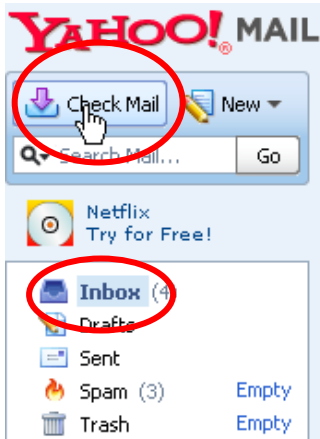 YAHOO!® MAIL
Check Mail New
Search Mail... Go
Netflix
Try for Free!
Inbox (4)
Drafts
Sent
Spam (3) Empty
Trash Empty